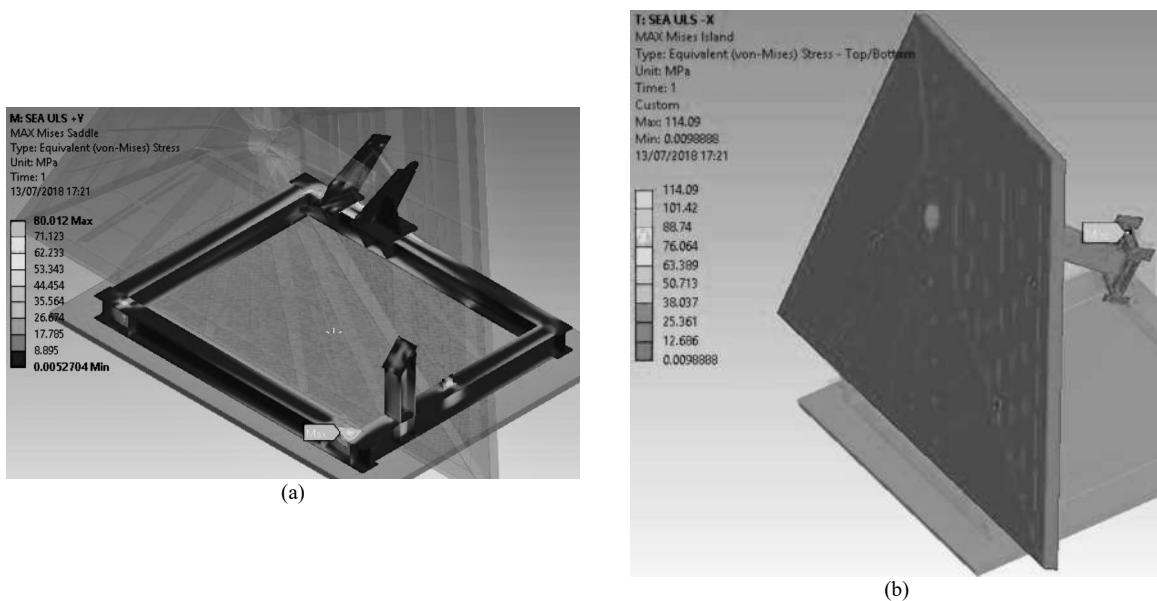 M: SEA ULS +Y
MAX Mises Saddle
Type: Equivalent (von-Mises) Stress
Unit: MPa
Time: 1
13/07/2018 17:21
80.012 Max
71.123
62.233
53.343
44.454
35.564
26.674
17.785
8.895
0.0052704 Min
Max
(a)
T: SEA ULS -X
MAX Mises Island
Type: Equivalent (von-Mises) Stress - Top/Bottom
Unit: MPa
Time: 1
Custom
Max: 114.09
Min: 0.0098888
13/07/2018 17:21
114.09
101.42
88.74
76.064
63.389
50.713
38.037
25.361
12.686
0.0098888
Max
(b)